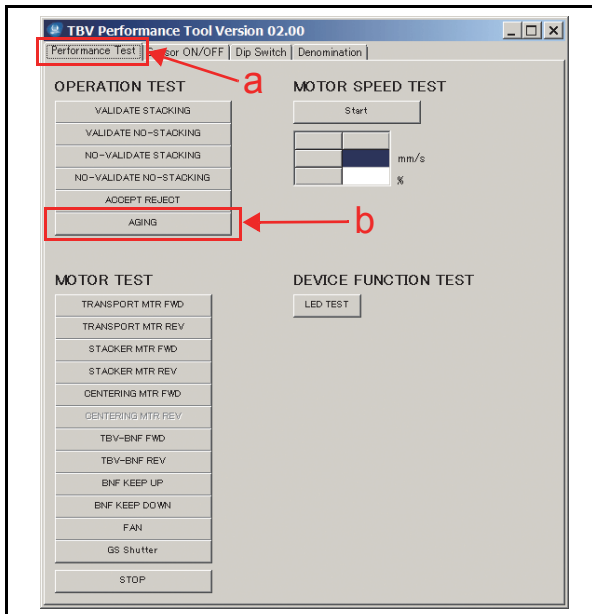 TBV Performance Tool Version 02.00
Performance Test
Sensor ON/OFF
Dip Switch
Denomination
a
OPERATION TEST
VALIDATE STACKING
VALIDATE NO-STACKING
NO-VALIDATE STACKING
NO-VALIDATE NO-STACKING
ACCEPT REJECT
AGING
b
MOTOR SPEED TEST
Start
mm/s
%
MOTOR TEST
TRANSPORT MTR FWD
TRANSPORT MTR REV
STACKER MTR FWD
STACKER MTR REV
CENTERING MTR FWD
CENTERING MTR REV
TBV-BNF FWD
TBV-BNF REV
BNF KEEP UP
BNF KEEP DOWN
FAN
GS Shutter
STOP
DEVICE FUNCTION TEST
LED TEST